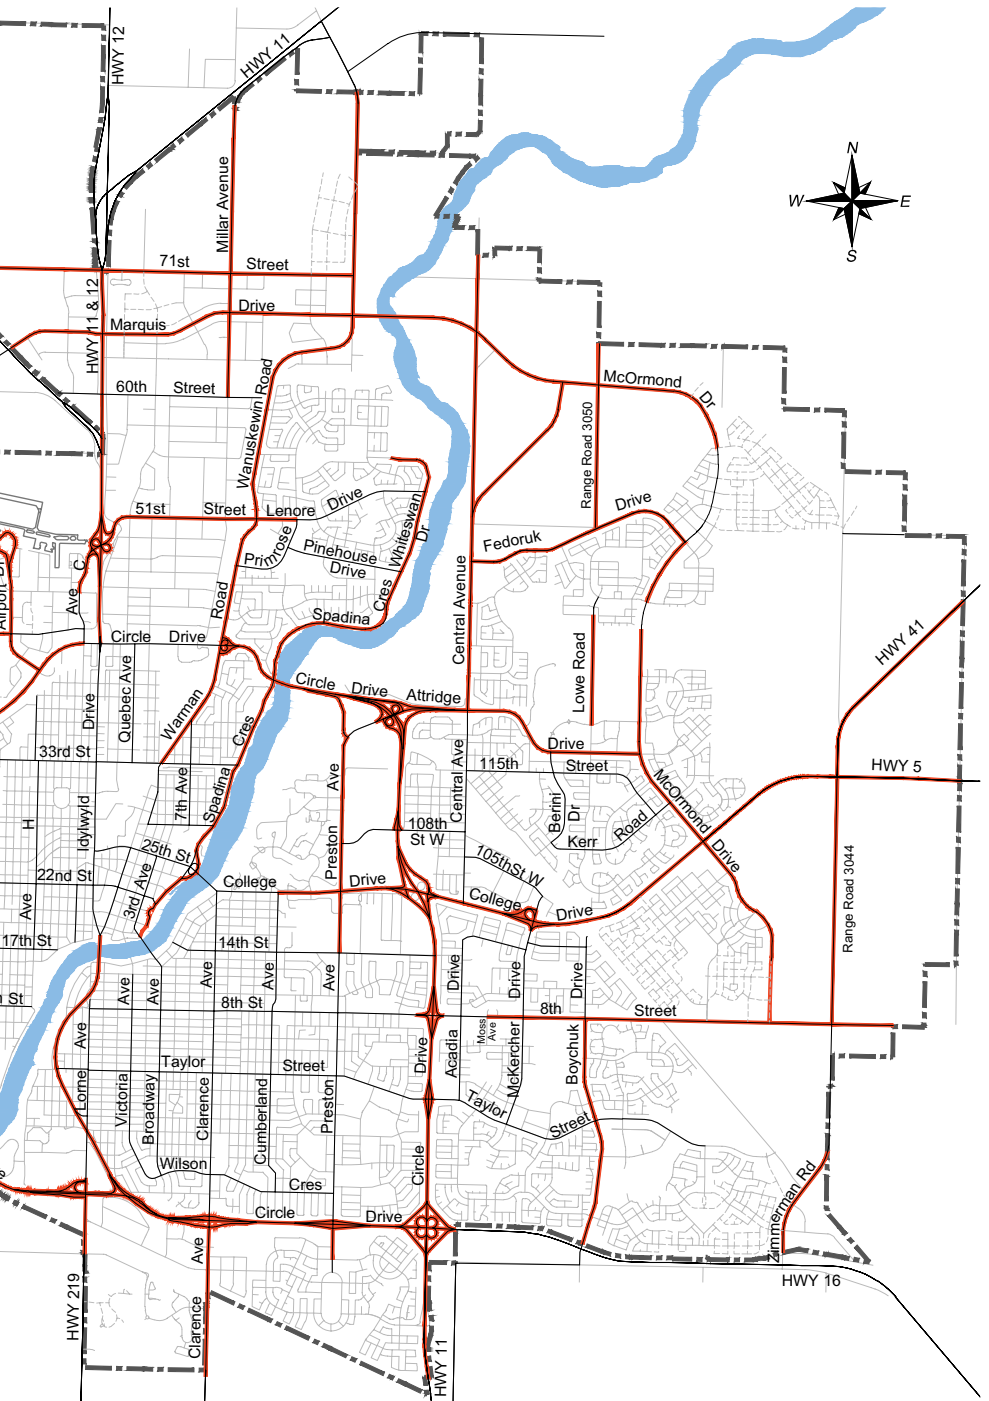 HWY 12
HWY 11
N
W
E
S
Millar Avenue
71st
Street
HWY 11 & 12
Marquis
Drive
60th
Street
Wanuskewin Road
McOrmond
Dr
Range Road 3050
51st
Street
Lenore
Drive
Whiteswan
Dr
Primrose
Pinehouse
Drive
Fedoruk
Drive
Ave C
Airport Dr
Road
Spadina
Cres
Central Avenue
Circle
Drive
Lowe Road
HWY 41
Quebec Ave
Drive
Warman
Circle
Drive
Attridge
Cres
Spadina
33rd St
7th Ave
Drive
115th
Street
HWY 5
Central Ave
Ave
Preston
Berini
Dr
Kerr
Road
McOrmond
Drive
H
Ave
Idylwyld
108th
St W
25th St
22nd St
3rd Ave
College
Drive
105th St W
College
Drive
Range Road 3044
17th St
14th St
Ave
Ave
Ave
Ave
Ave
Drive
Drive
Drive
8th St
8th
Street
St
Ave
Lorne
Moss
Ave
Taylor
Street
Victoria
Broadway
Clarence
Cumberland
Preston
Drive
Circle
Acadia
McKercher
Boychuk
Taylor
Street
Wilson
Cres
Circle
Drive
Zimmerman Rd
HWY 16
HWY 219
Ave
Clarence
HWY 11